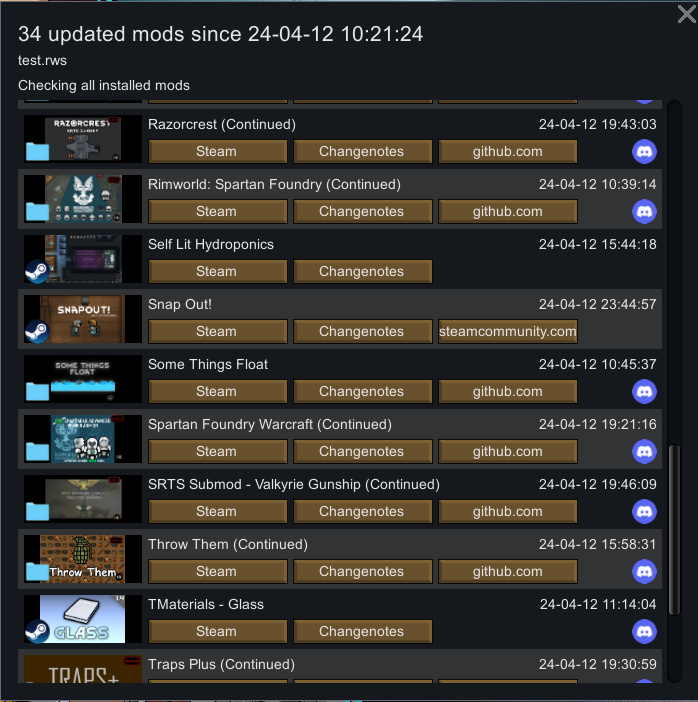 34 updated mods since 24-04-12 10:21:24
test.rws
Checking all installed mods
RAZORCREST
Razorcrest (Continued) 24-04-12 19:43:03
Steam Changenotes github.com
Rimworld: Spartan Foundry (Continued) 24-04-12 10:39:14
Steam Changenotes github.com
Self Lit Hydroponics 24-04-12 15:44:18
Steam Changenotes
SNAPOUT!
Snap Out! 24-04-12 23:44:57
Steam Changenotes steamcommunity.com
SOME THINGS
FLOAT
Some Things Float 24-04-12 10:45:37
Steam Changenotes github.com
Spartan Foundry Warcraft (Continued) 24-04-12 19:21:16
Steam Changenotes github.com
SRTS Submod - Valkyrie Gunship (Continued) 24-04-12 19:46:09
Steam Changenotes github.com
Throw Them
Throw Them (Continued) 24-04-12 15:58:31
Steam Changenotes github.com
1.4
GLASS
TMaterials - Glass 24-04-12 11:14:04
Steam Changenotes
TRAPS+
Traps Plus (Continued) 24-04-12 19:30:59